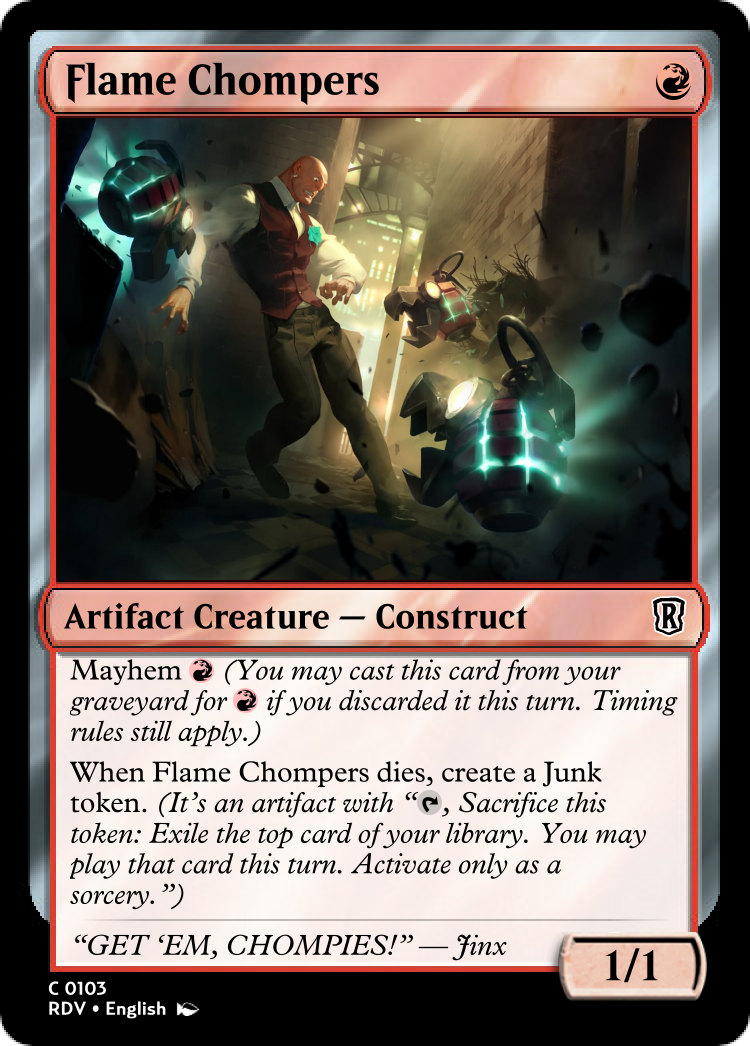 Flame Chompers
Artifact Creature — Construct
R
Mayhem (You may cast this card from your
graveyard for if you discarded it this turn. Timing
rules still apply.)
When Flame Chompers dies, create a Junk
token. (It's an artifact with “, Sacrifice this
token: Exile the top card of your library. You may
play that card this turn. Activate only as a
sorcery.”)
“GET ‘EM, CHOMPIES!” — Jinx
1/1
C 0103
RDV • English